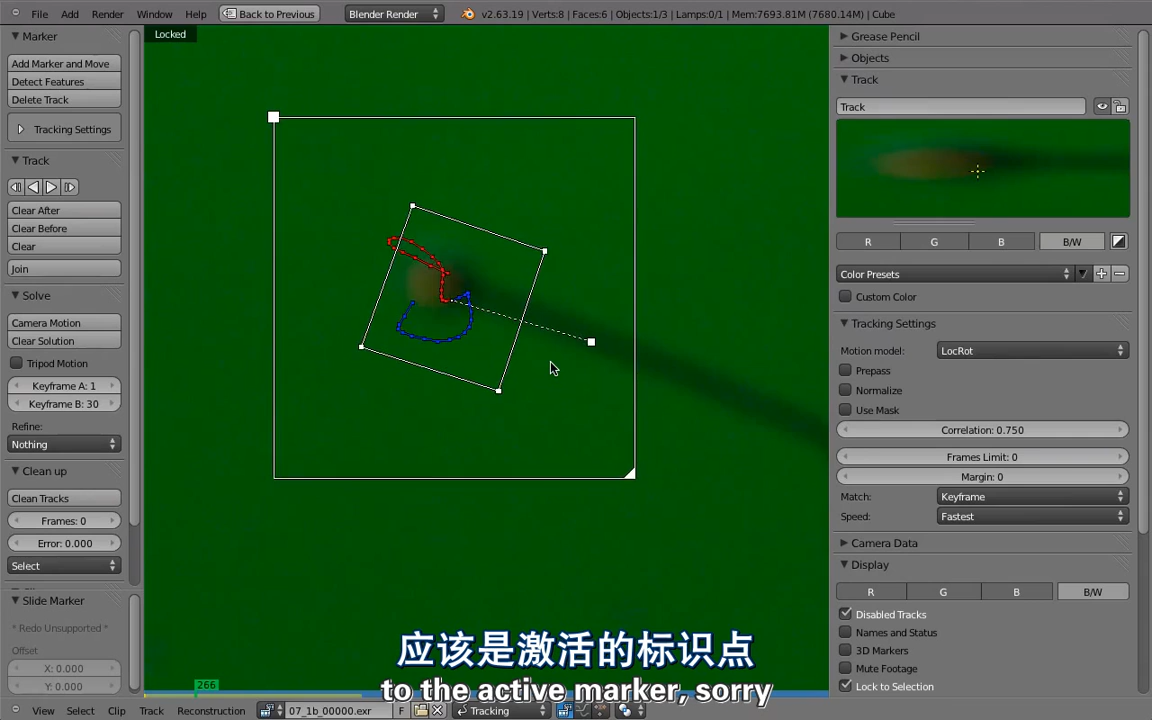 File Add Render Window Help Back to Previous Blender Render v2.63.19 | Verts:8 | Faces:6 | Objects:1/3 | Lamps:0/1 | Mem:7693.81M (7680.14M) | Cube
Marker
Add Marker and Move
Detect Features
Delete Track
Tracking Settings
Track
Clear After
Clear Before
Clear
Join
Solve
Camera Motion
Camera Solution
Tripod Motion
Keyframe A: 1
Keyframe B: 30
Refine:
Nothing
Clean up
Clean Tracks
Frames: 0
Error: 0.000
Select
Slide Marker
* Redo Unsupported *
Offset
X: 0.000
Y: 0.000
Locked
266
应该是激活的标识点
to the active marker, sorry
Grease Pencil
Objects
Track
Track
R G B B/W
Color Presets
Custom Color
Tracking Settings
Motion model: LocRot
Prepass
Normalize
Use Mask
Correlation: 0.750
Frames Limit: 0
Margin: 0
Match: Keyframe
Speed: Fastest
Camera Data
Display
R G B B/W
Disabled Tracks
Names and Status
3D Markers
Mute Footage
Lock to Selection
View Select Clip Track Reconstruction 07_1b_00000.exr F Tracking